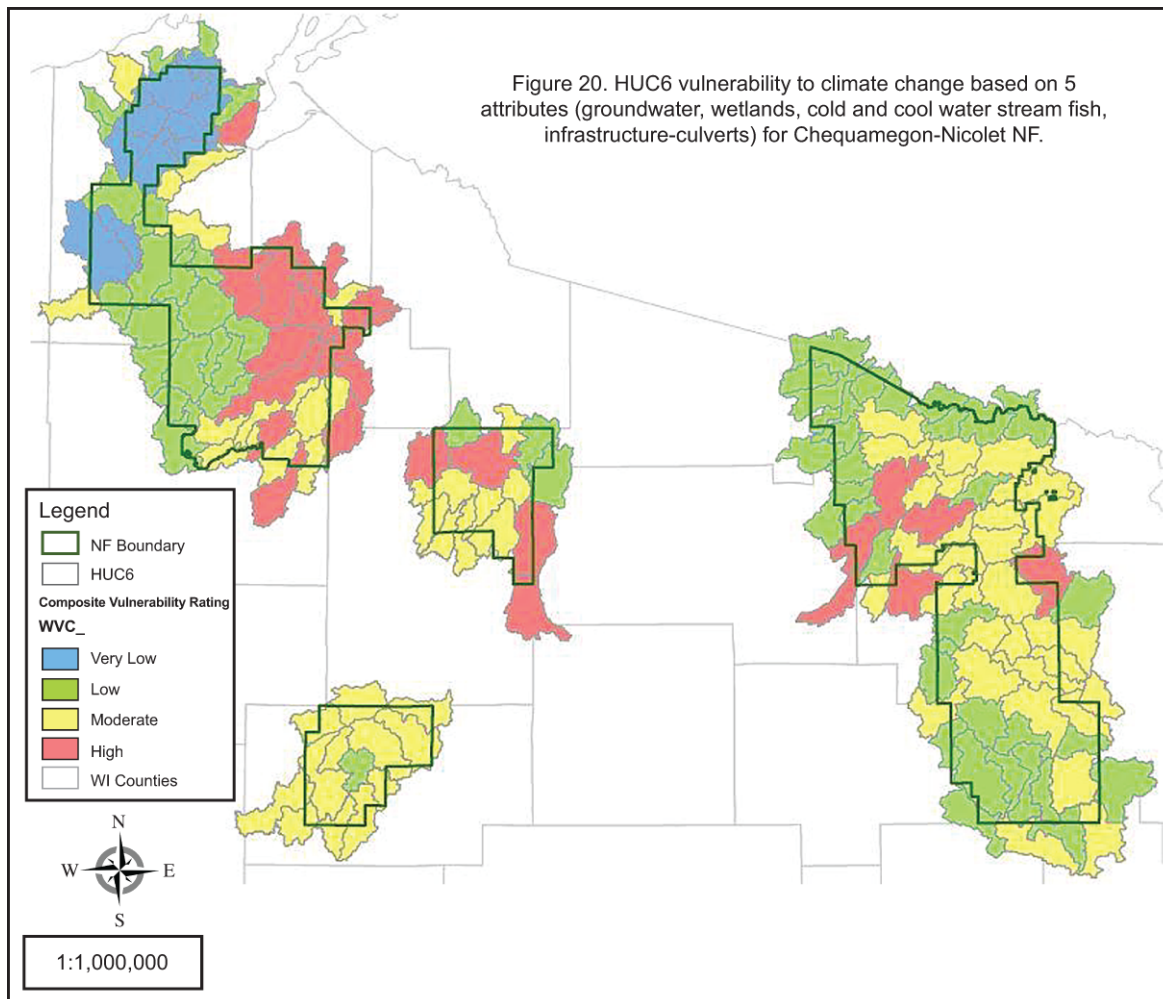 Figure 20. HUC6 vulnerability to climate change based on 5
attributes (groundwater, wetlands, cold and cool water stream fish,
infrastructure-culverts) for Chequamegon-Nicolet NF.
Legend
NF Boundary
HUC6
Composite Vulnerability Rating
WVC_
Very Low
Low
Moderate
High
WI Counties
N
W E
S
1:1,000,000